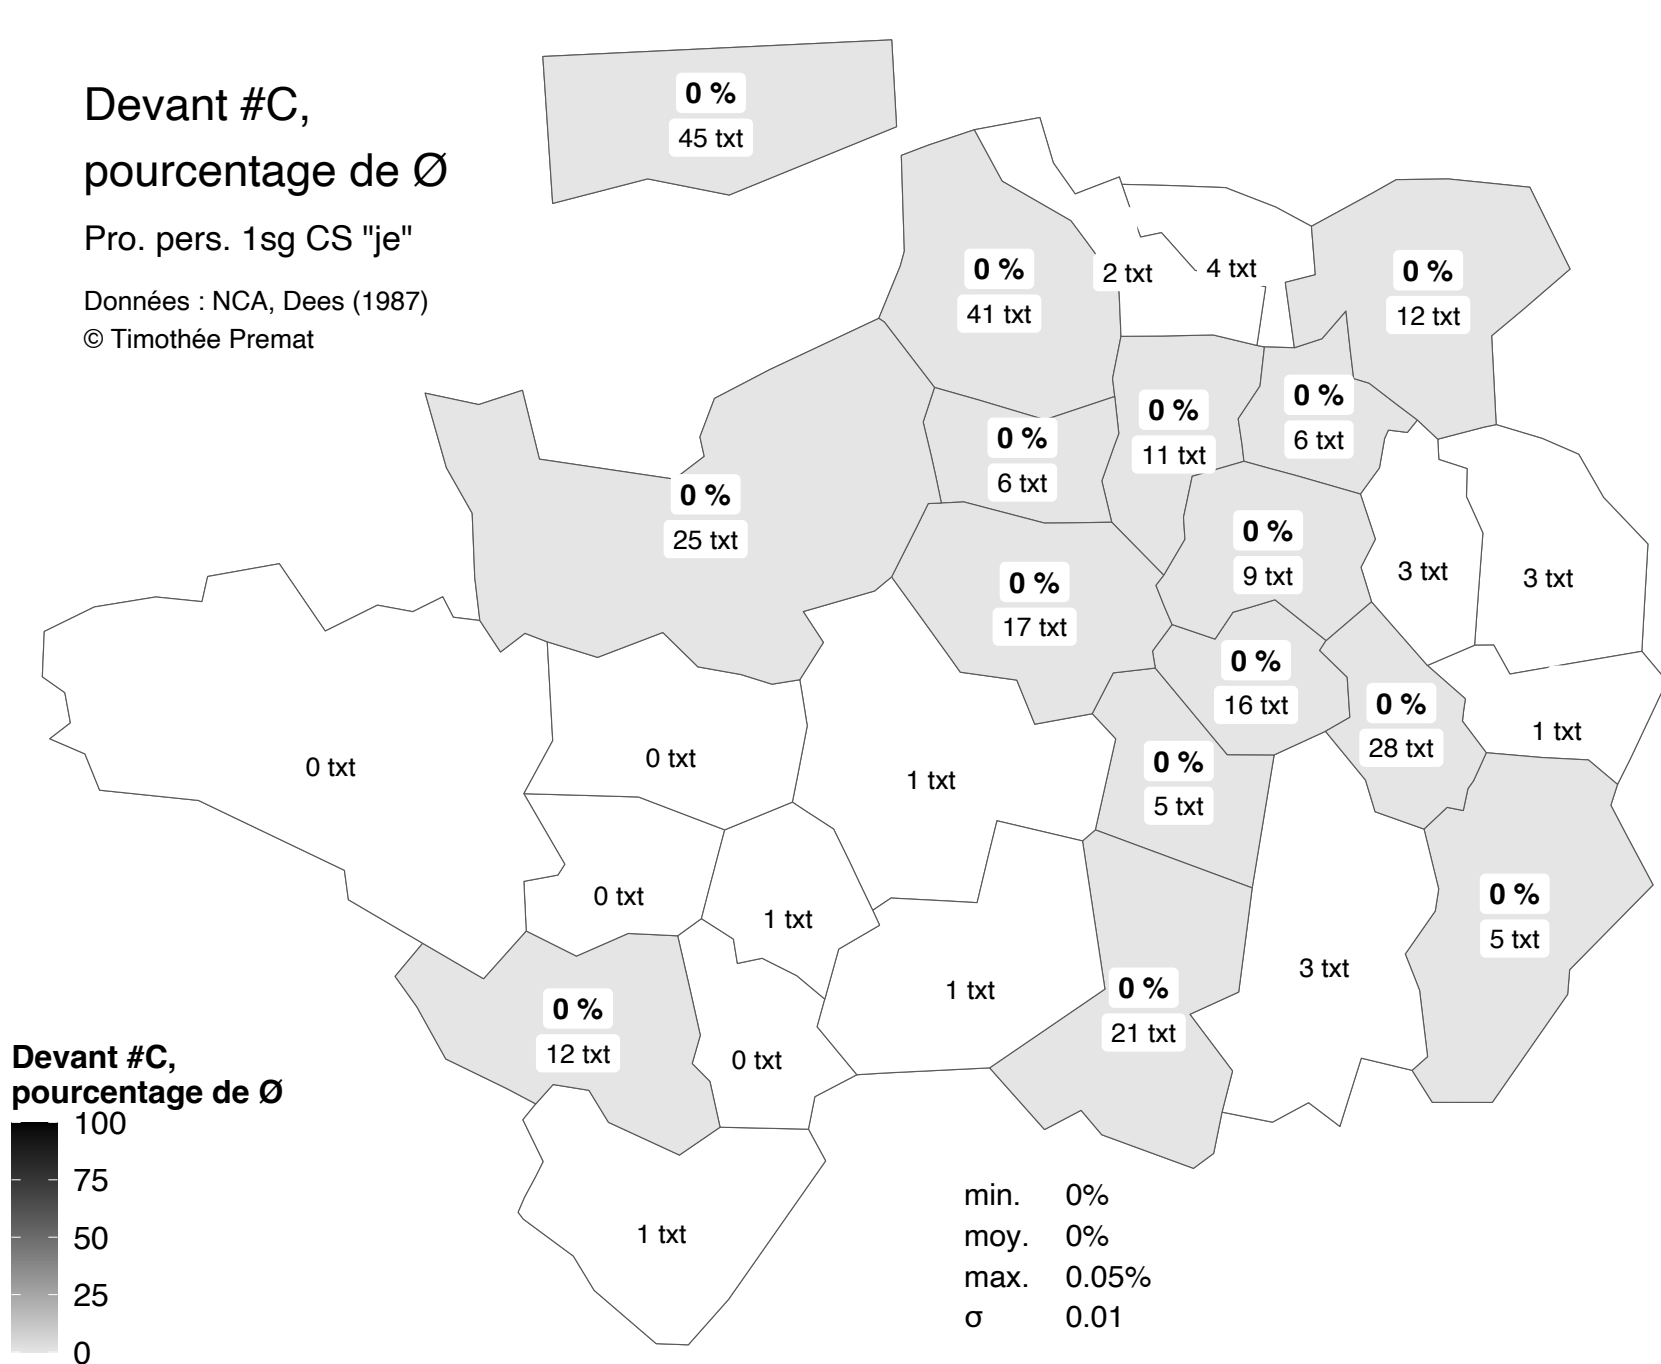 Devant #C,
pourcentage de Ø
Pro. pers. 1sg CS "je"
Données : NCA, Dees (1987)
© Timothée Premat
0 %
45 txt
0 %
41 txt
2 txt
4 txt
0 %
12 txt
0 %
6 txt
0 %
11 txt
0 %
6 txt
0 %
25 txt
0 %
9 txt
3 txt
3 txt
0 %
17 txt
0 %
16 txt
0 %
28 txt
1 txt
0 txt
0 txt
1 txt
0 %
5 txt
0 txt
1 txt
0 %
5 txt
1 txt
0 %
21 txt
3 txt
0 %
12 txt
0 txt
1 txt
Devant #C,
pourcentage de Ø
100
75
50
25
0
min. 0%
moy. 0%
max. 0.05%
σ 0.01